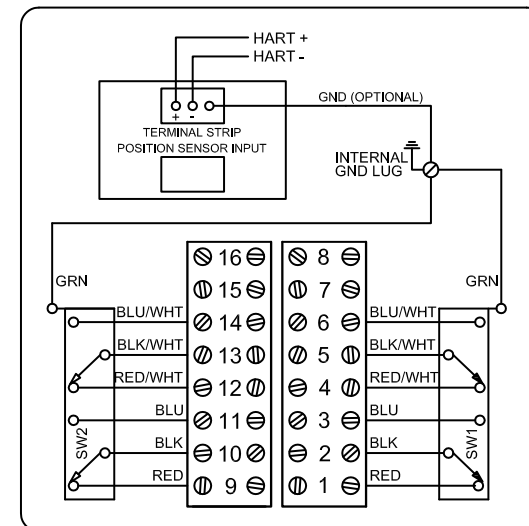 HART +
HART -
GND (OPTIONAL)
+ -
TERMINAL STRIP
POSITION SENSOR INPUT
INTERNAL
GND LUG
GRN
GRN
16 8
15 7
BLU/WHT 14 6 BLU/WHT
BLK/WHT 13 5 BLK/WHT
RED/WHT 12 4 RED/WHT
BLU 11 3 BLU
SW2
SW1
BLK 10 2 BLK
RED 9 1 RED